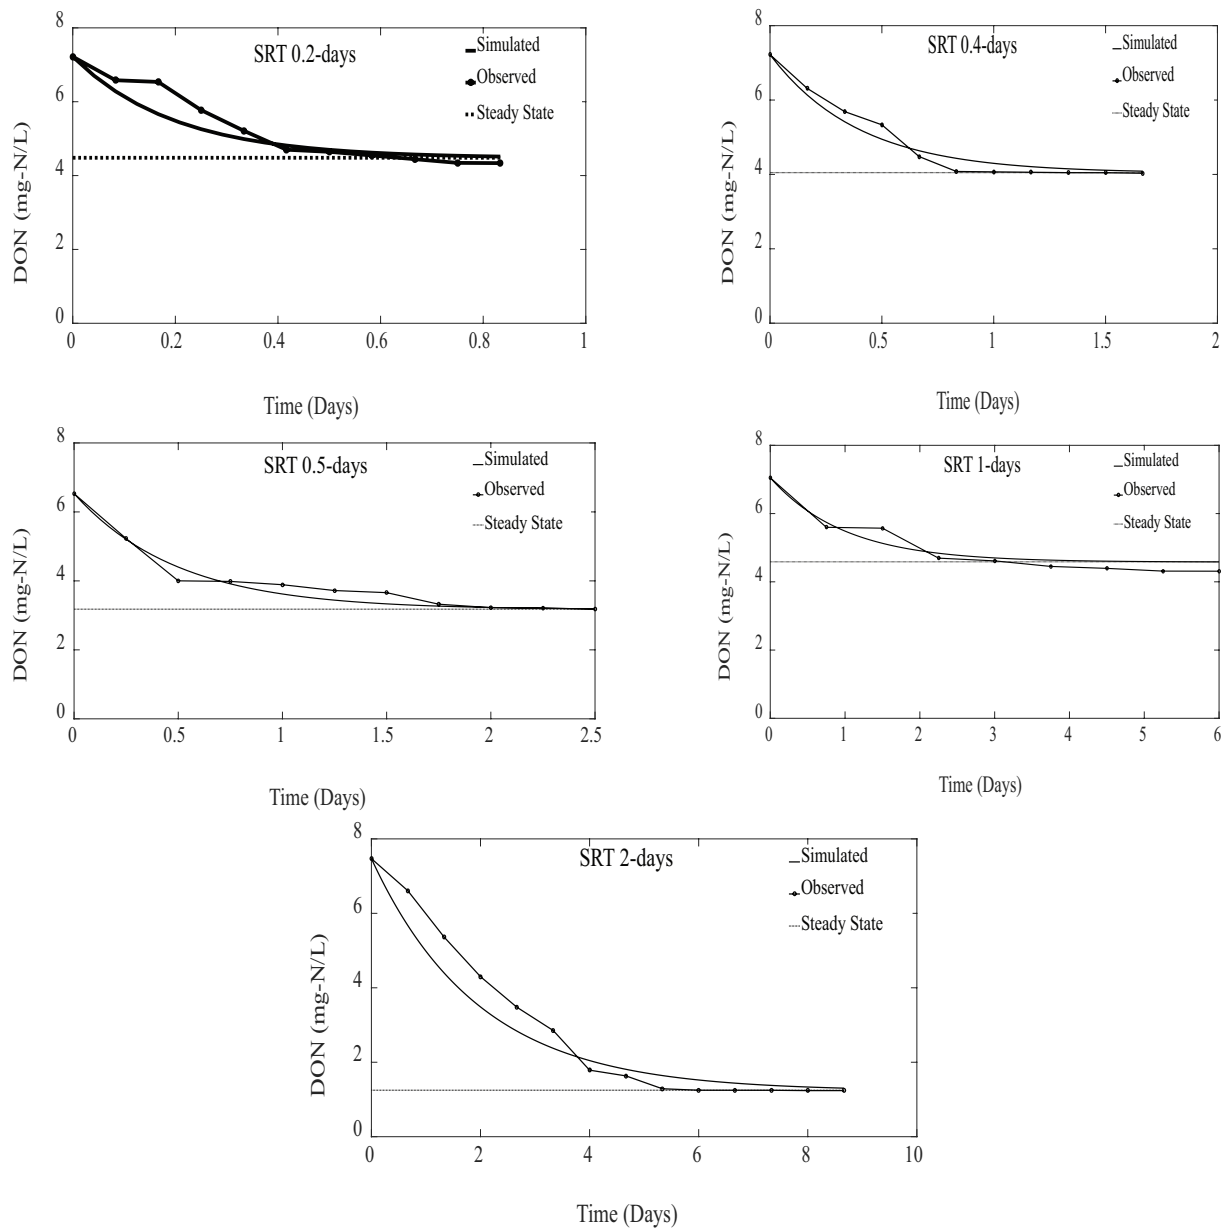 SRT 0.2-days
Simulated
Observed
Steady State
8
6
4
2
0
DON (mg-N/L)
0 0.2 0.4 0.6 0.8 1
Time (Days)
SRT 0.4-days
Simulated
Observed
Steady State
8
6
4
2
0
DON (mg-N/L)
0 0.5 1 1.5 2
Time (Days)
SRT 0.5-days
Simulated
Observed
Steady State
8
6
4
2
0
DON (mg-N/L)
0 0.5 1 1.5 2 2.5
Time (Days)
SRT 1-days
Simulated
Observed
Steady State
8
6
4
2
0
DON (mg-N/L)
0 1 2 3 4 5 6
Time (Days)
SRT 2-days
Simulated
Observed
Steady State
8
6
4
2
0
DON (mg-N/L)
0 2 4 6 8 10
Time (Days)